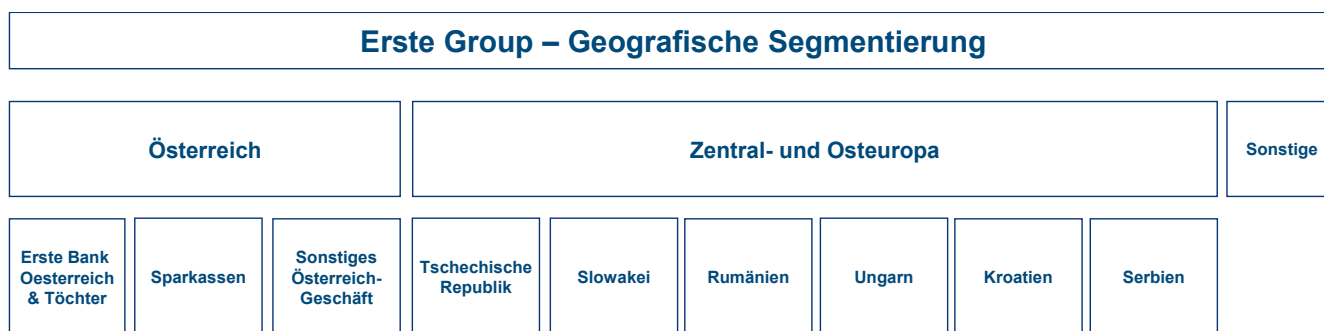 Erste Group – Geografische Segmentierung
Österreich
Zentral- und Osteuropa
Sonstige
Erste Bank
Oesterreich
& Töchter
Sparkassen
Sonstiges
Österreich-
Geschäft
Tschechische
Republik
Slowakei
Rumänien
Ungarn
Kroatien
Serbien